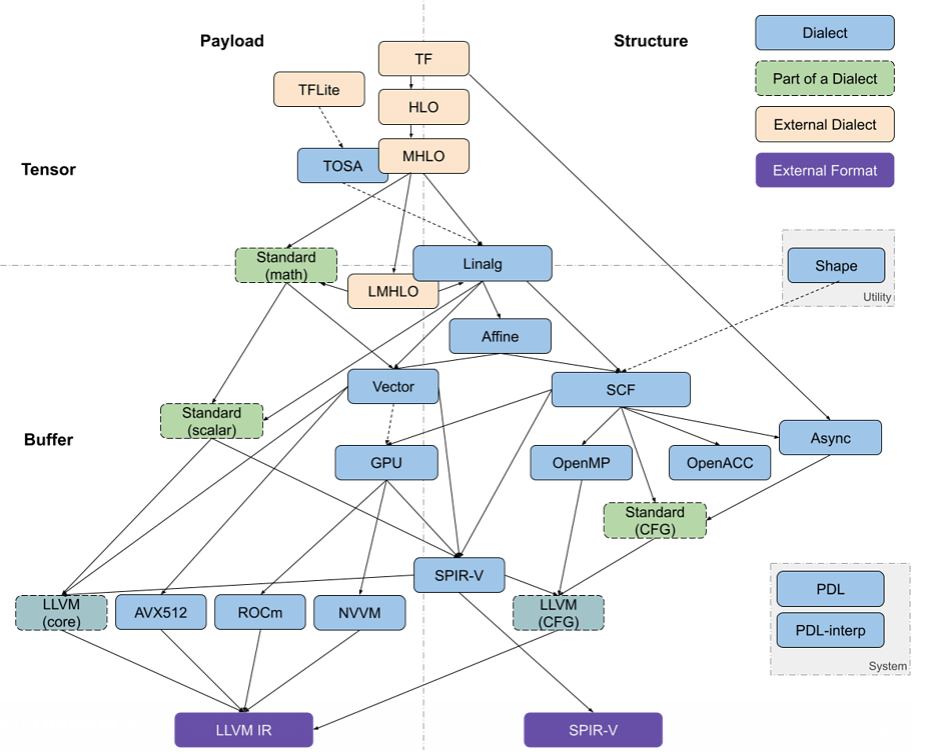 Payload
Structure
TF
Dialect
TFLite
Part of a Dialect
HLO
External Dialect
TOSA
MHLO
Tensor
External Format
Standard
(math)
Linalg
Shape
LMHLO
Utility
Affine
Vector
SCF
Standard
(scalar)
Buffer
Async
GPU
OpenMP
OpenACC
Standard
(CFG)
SPIR-V
PDL
LLVM
(core)
AVX512
ROCm
NVVM
LLVM
(CFG)
PDL-interp
System
LLVM IR
SPIR-V